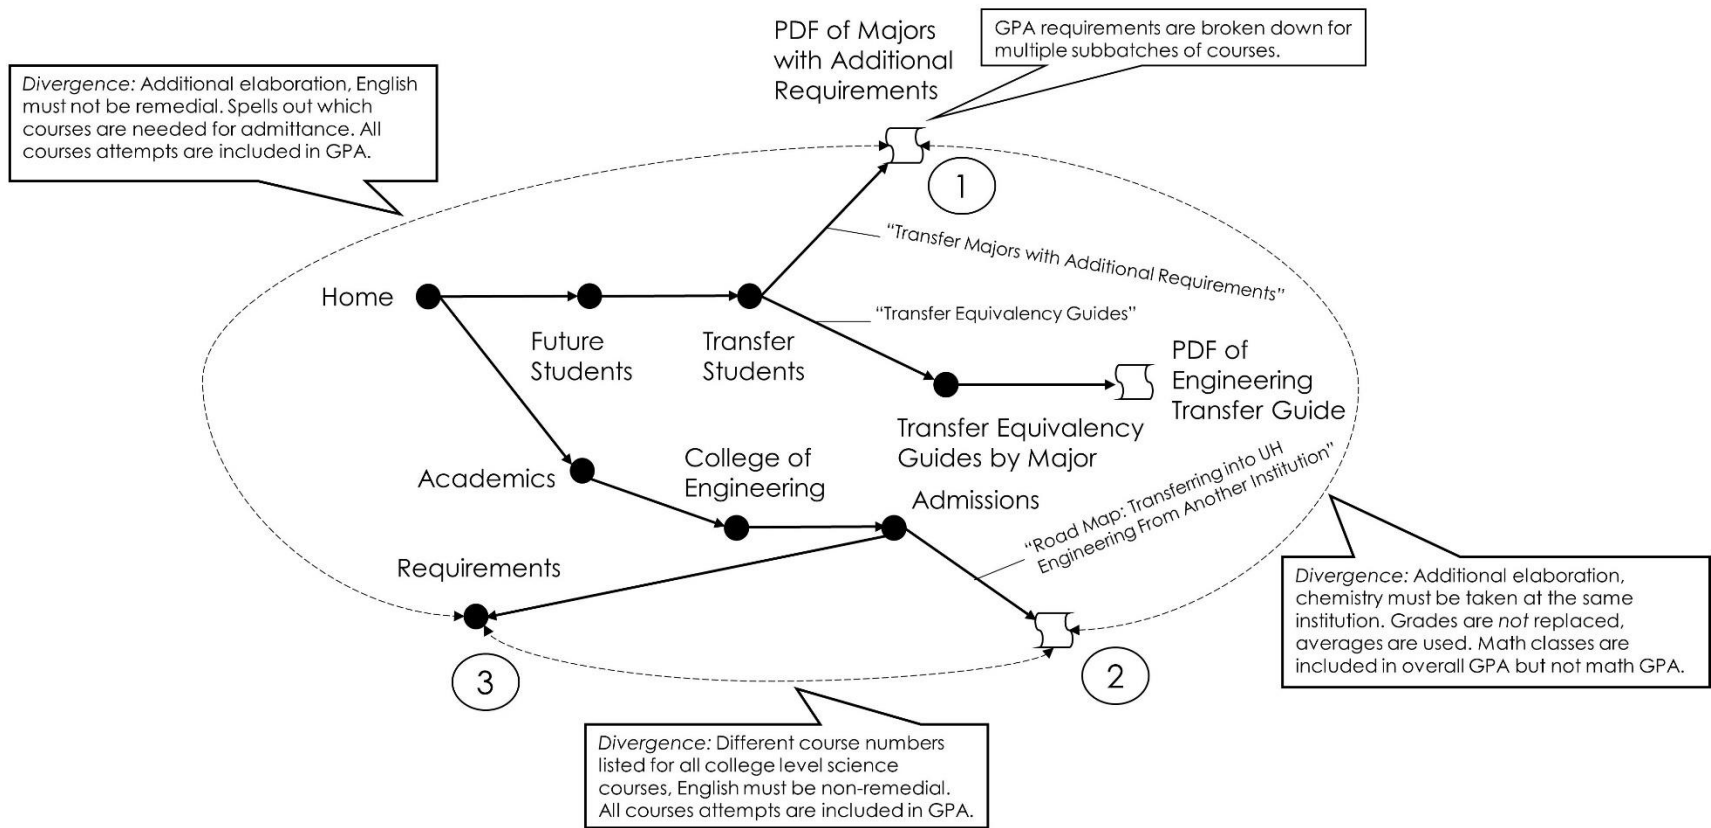 PDF of Majors
with Additional
Requirements
GPA requirements are broken down for
multiple subbatches of courses.
Divergence: Additional elaboration, English
must not be remedial. Spells out which
courses are needed for admittance. All
courses attempts are included in GPA.
1
“Transfer Majors with Additional Requirements”
Home
“Transfer Equivalency Guides”
Future
Students
Transfer
Students
PDF of
Engineering
Transfer Guide
Transfer Equivalency
Guides by Major
College of
Engineering
Academics
Admissions
“Road Map: Transferring into UH
Engineering From Another Institution”
Requirements
Divergence: Additional elaboration,
chemistry must be taken at the same
institution. Grades are not replaced,
averages are used. Math classes are
included in overall GPA but not math GPA.
3
2
Divergence: Different course numbers
listed for all college level science
courses, English must be non-remedial.
All courses attempts are included in GPA.